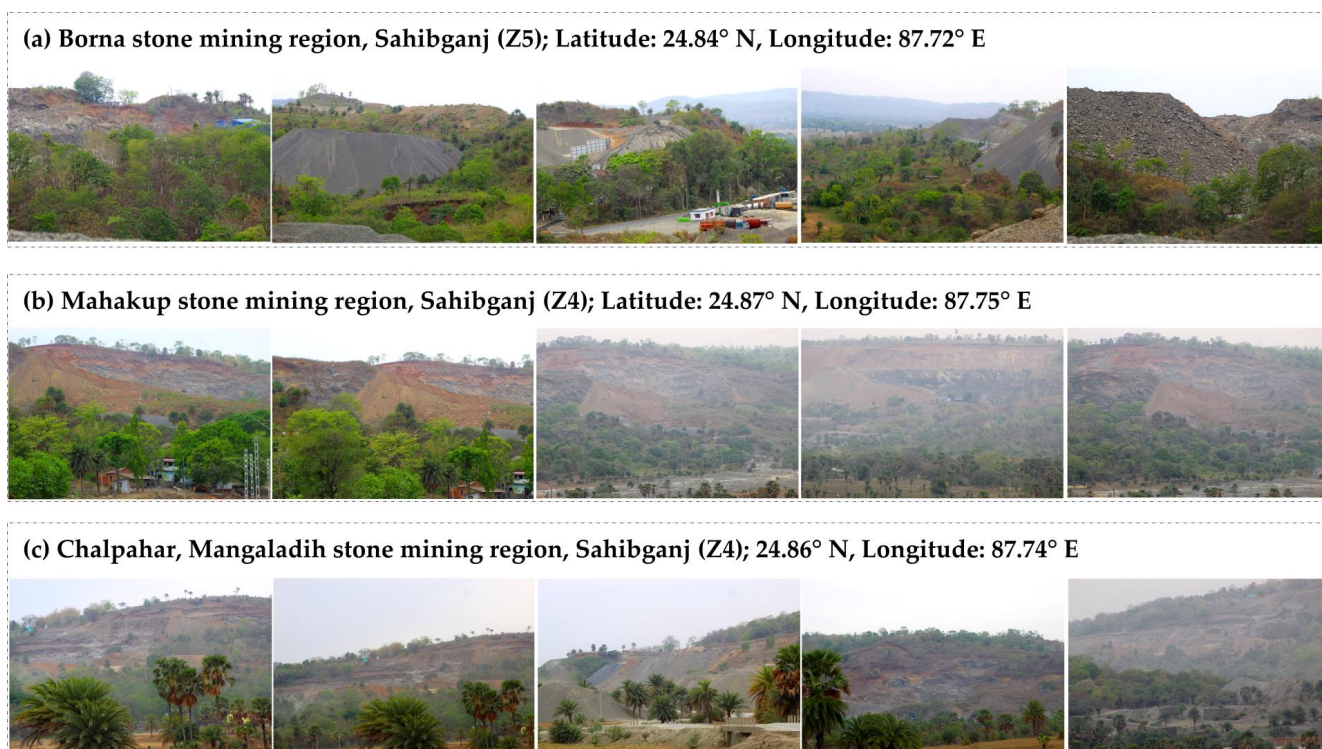 (a) Borna stone mining region, Sahibganj (Z5); Latitude: 24.84° N, Longitude: 87.72° E
(b) Mahakup stone mining region, Sahibganj (Z4); Latitude: 24.87° N, Longitude: 87.75° E
(c) Chalpahar, Mangaladih stone mining region, Sahibganj (Z4); 24.86° N, Longitude: 87.74° E